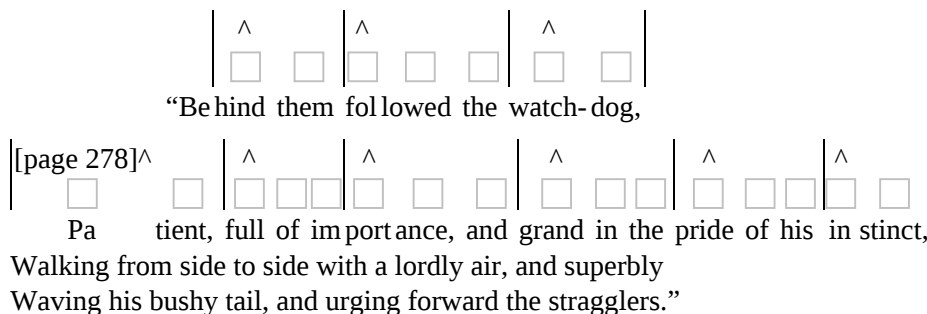 ^ ^ ^
“Be hind them fol lowed the watch- dog,
[page 278]^ ^ ^ ^ ^ ^
Pa tient, full of im port ance, and grand in the pride of his in stinct,
Walking from side to side with a lordly air, and superbly
Waving his bushy tail, and urging forward the stragglers.”